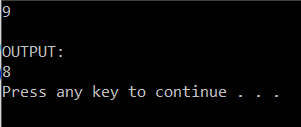 9
OUTPUT:
8
Press any key to continue . . .